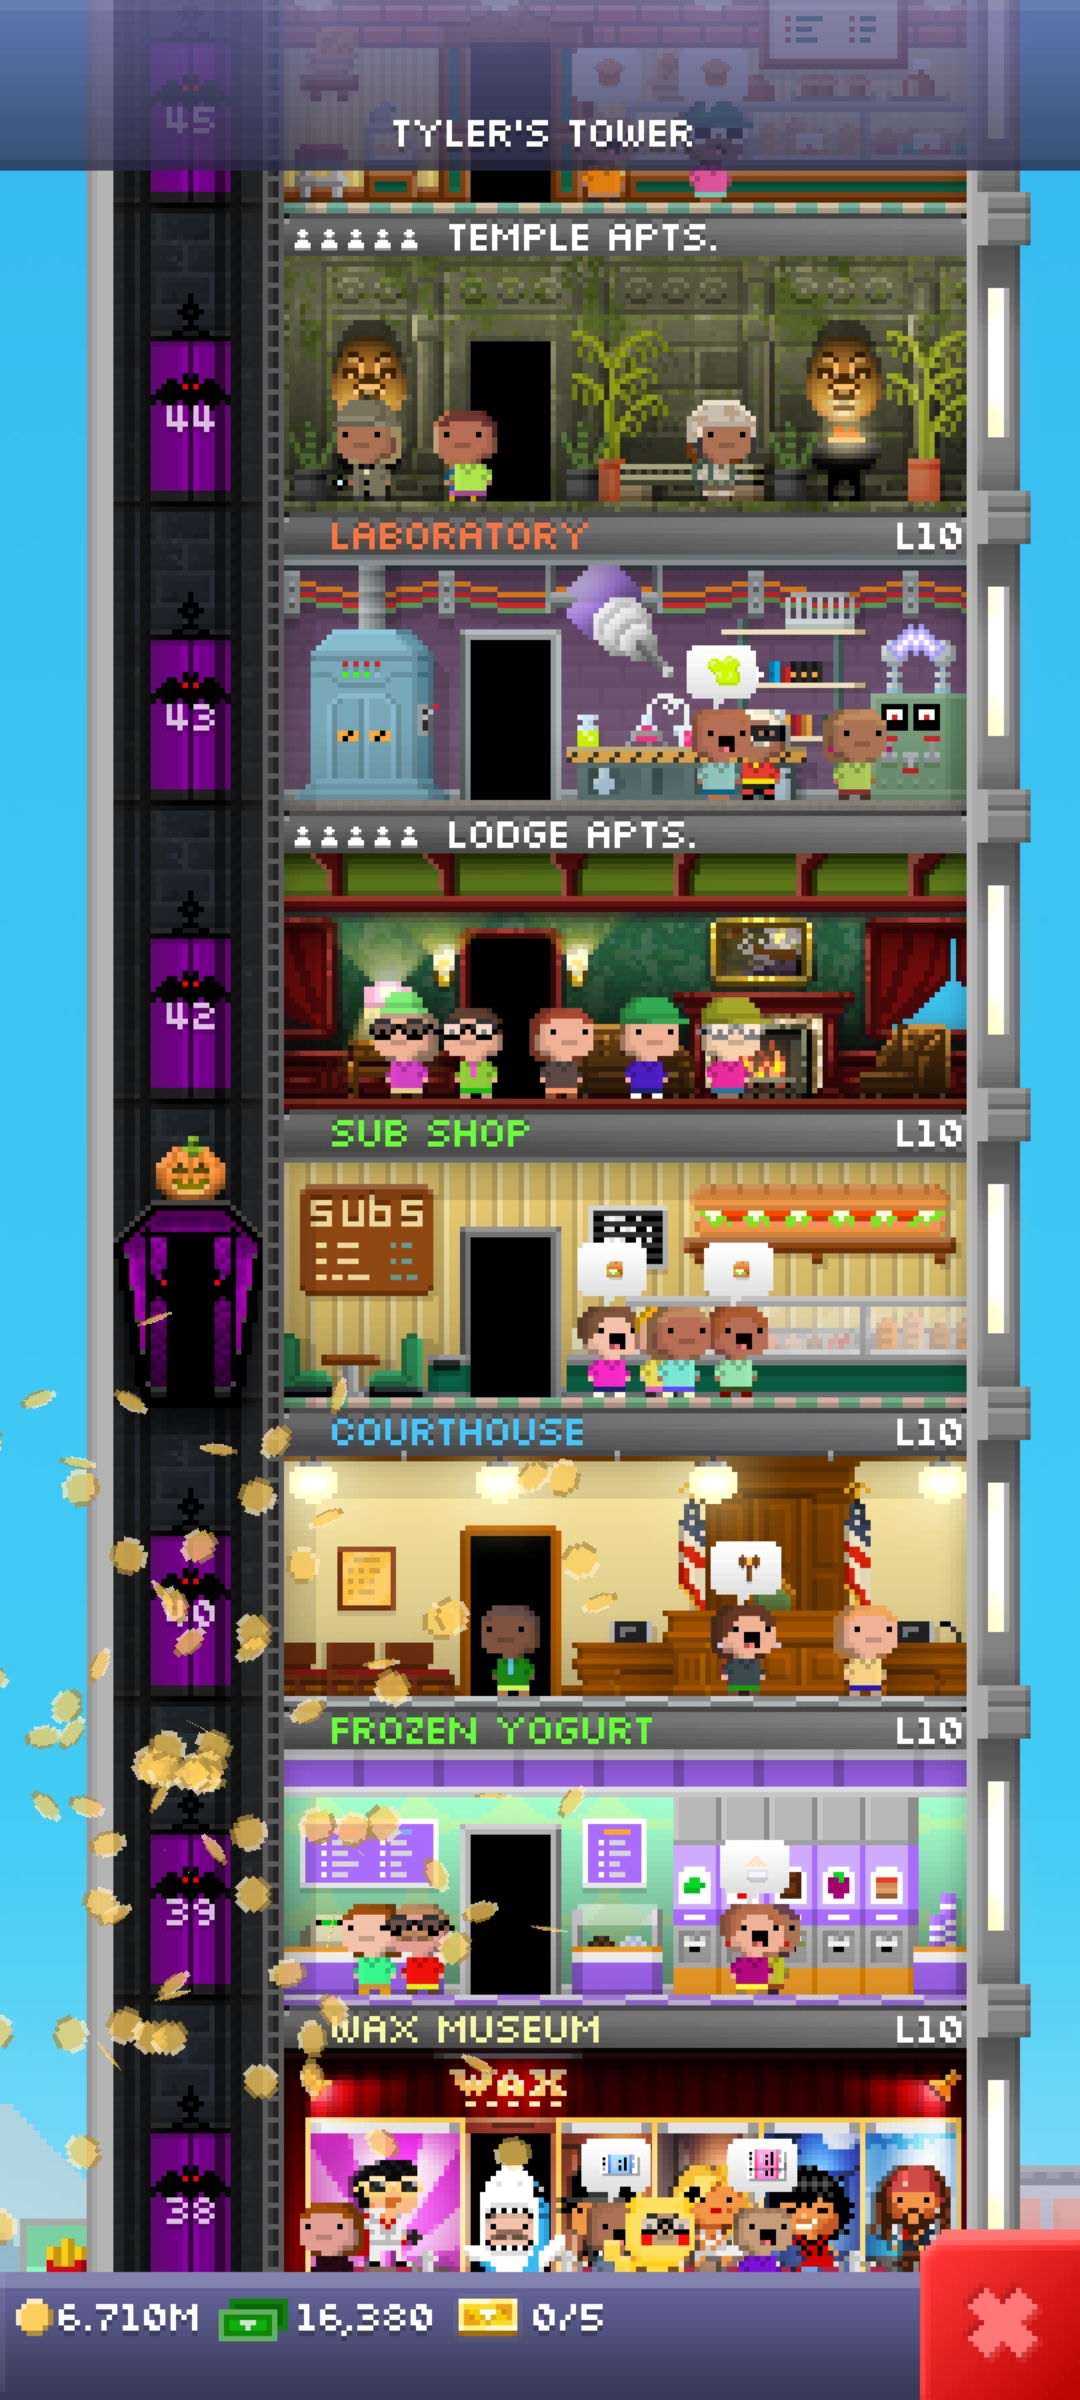 45
TYLER'S TOWER
TEMPLE APTS.
44
LABORATORY L10
43
LODGE APTS.
42
SUB SHOP L10
subs
COURTHOUSE L10
FROZEN YOGURT L10
39
WAX MUSEUM L10
WAX
38
6.710M 16,380 0/5